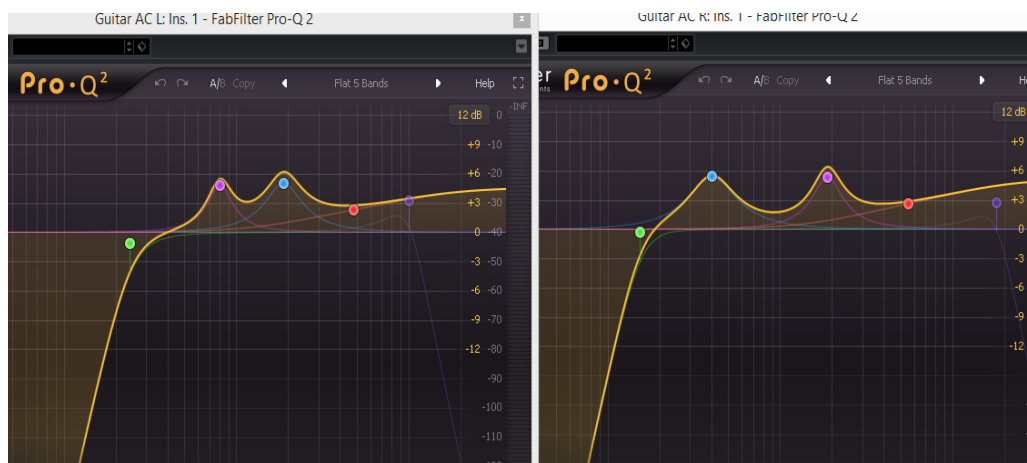 Guitar AC L: Ins. 1 - FabFilter Pro-Q 2
x
Pro·Q²
A/B Copy
Flat 5 Bands
Help
-INF
12 dB 0
+9 -10
+6 -20
+3 -30
0 -40
-3 -50
-6 -60
-9 -70
-12 -80
-90
-100
-110
Guitar AC R: Ins. 1 - FabFilter Pro-Q 2
er
nts
Pro·Q²
A/B Copy
Flat 5 Bands
He
12 dB
+9
+6
+3
0
-3
-6
-9
-12